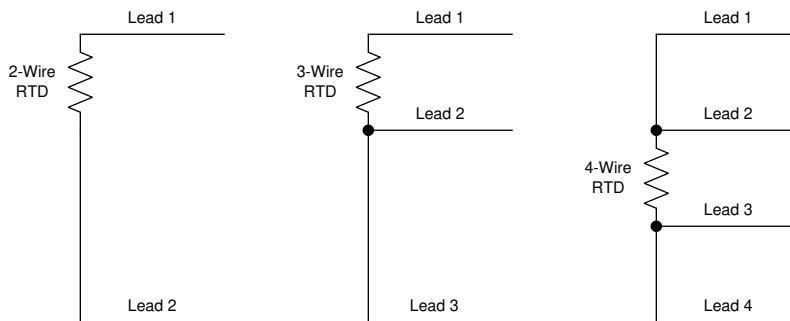 Lead 1
2-Wire
RTD
Lead 2
Lead 1
3-Wire
RTD
Lead 2
Lead 3
Lead 1
Lead 2
4-Wire
RTD
Lead 3
Lead 4